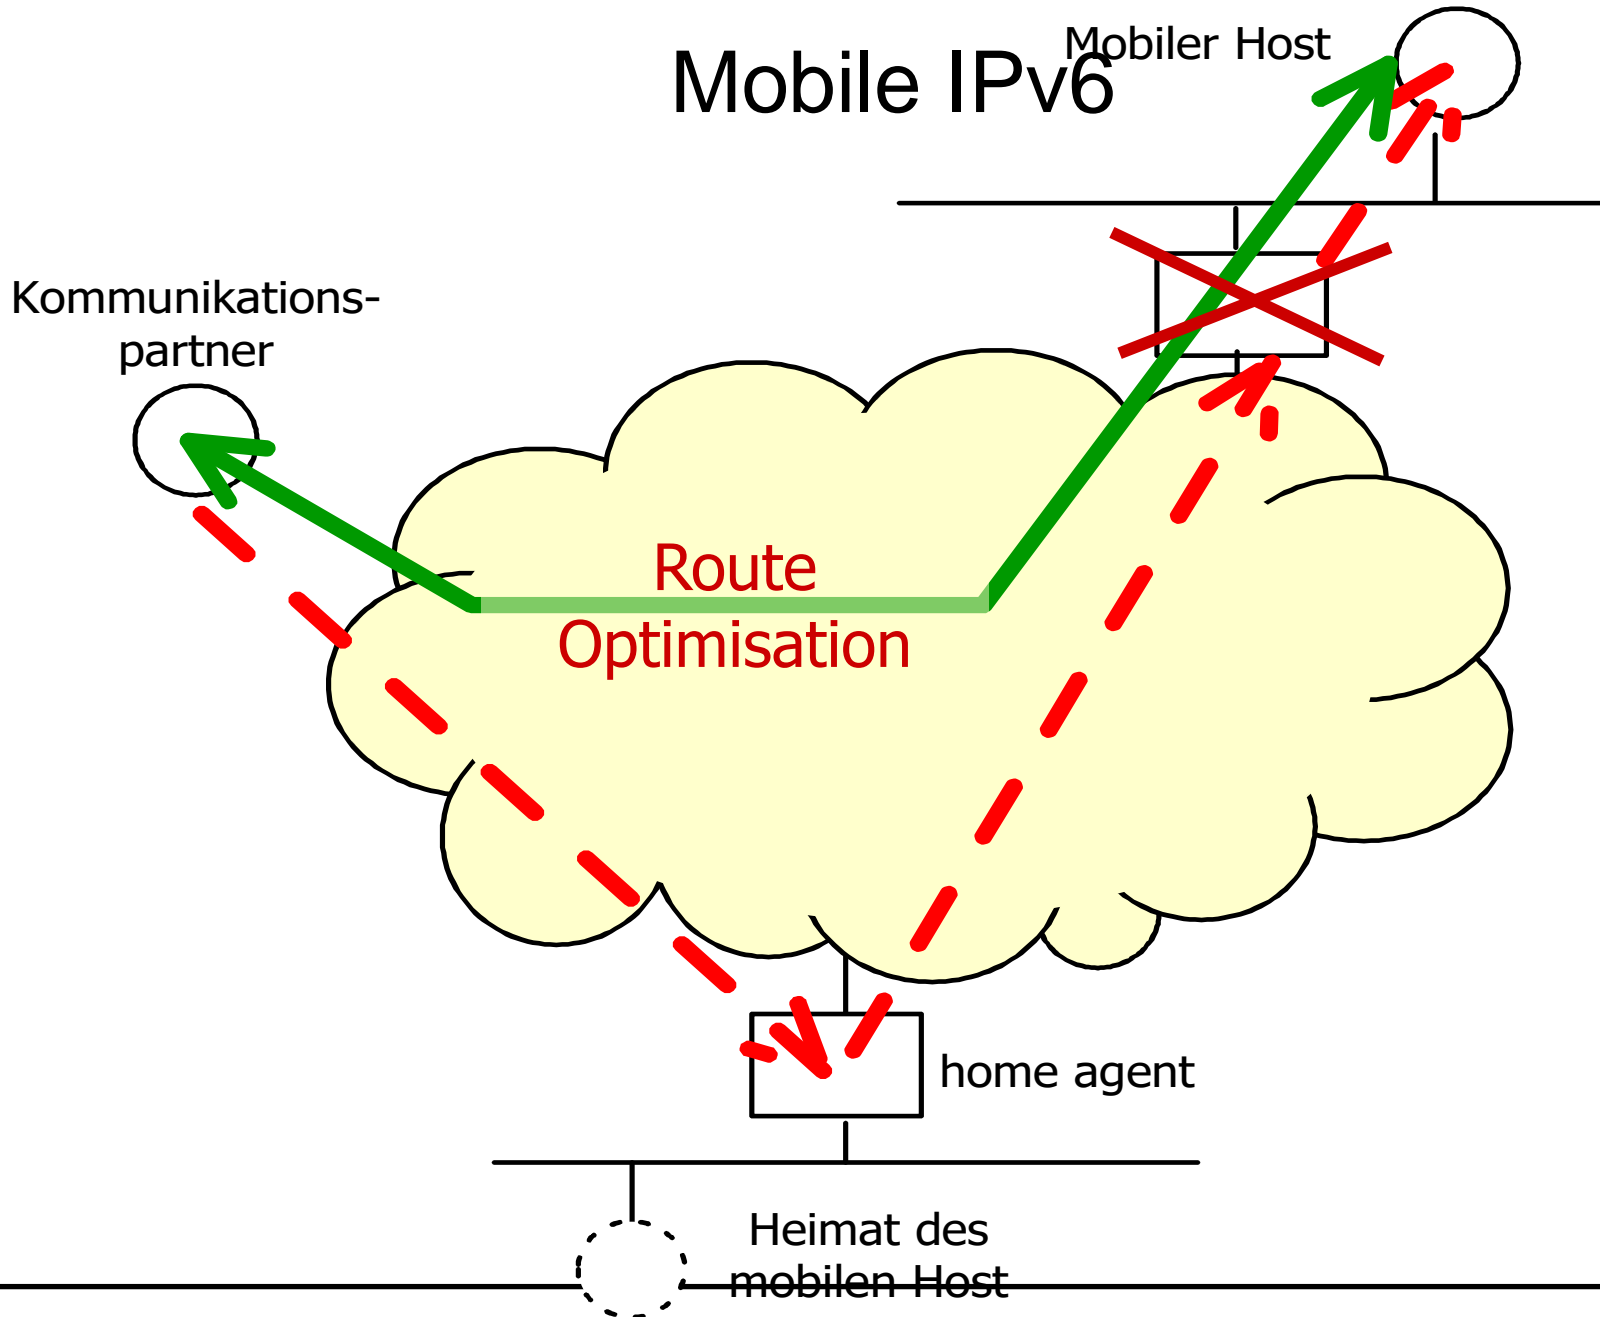 Mobile IPv6
Mobiler Host
Kommunikations-
partner
Route
Optimisation
home agent
Heimat des
mobilen Host